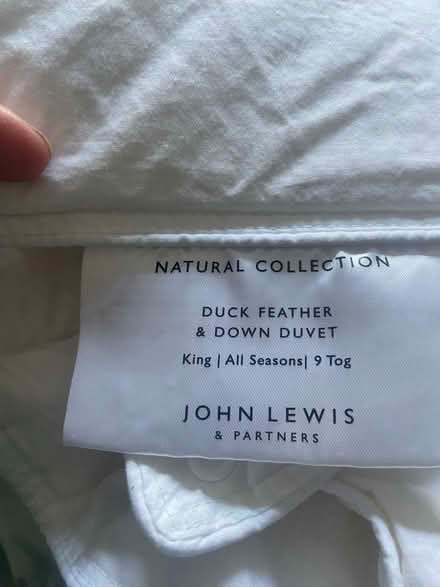 NATURAL COLLECTION
DUCK FEATHER
& DOWN DUVET
King | All Seasons| 9 Tog
JOHN LEWIS
& PARTNERS